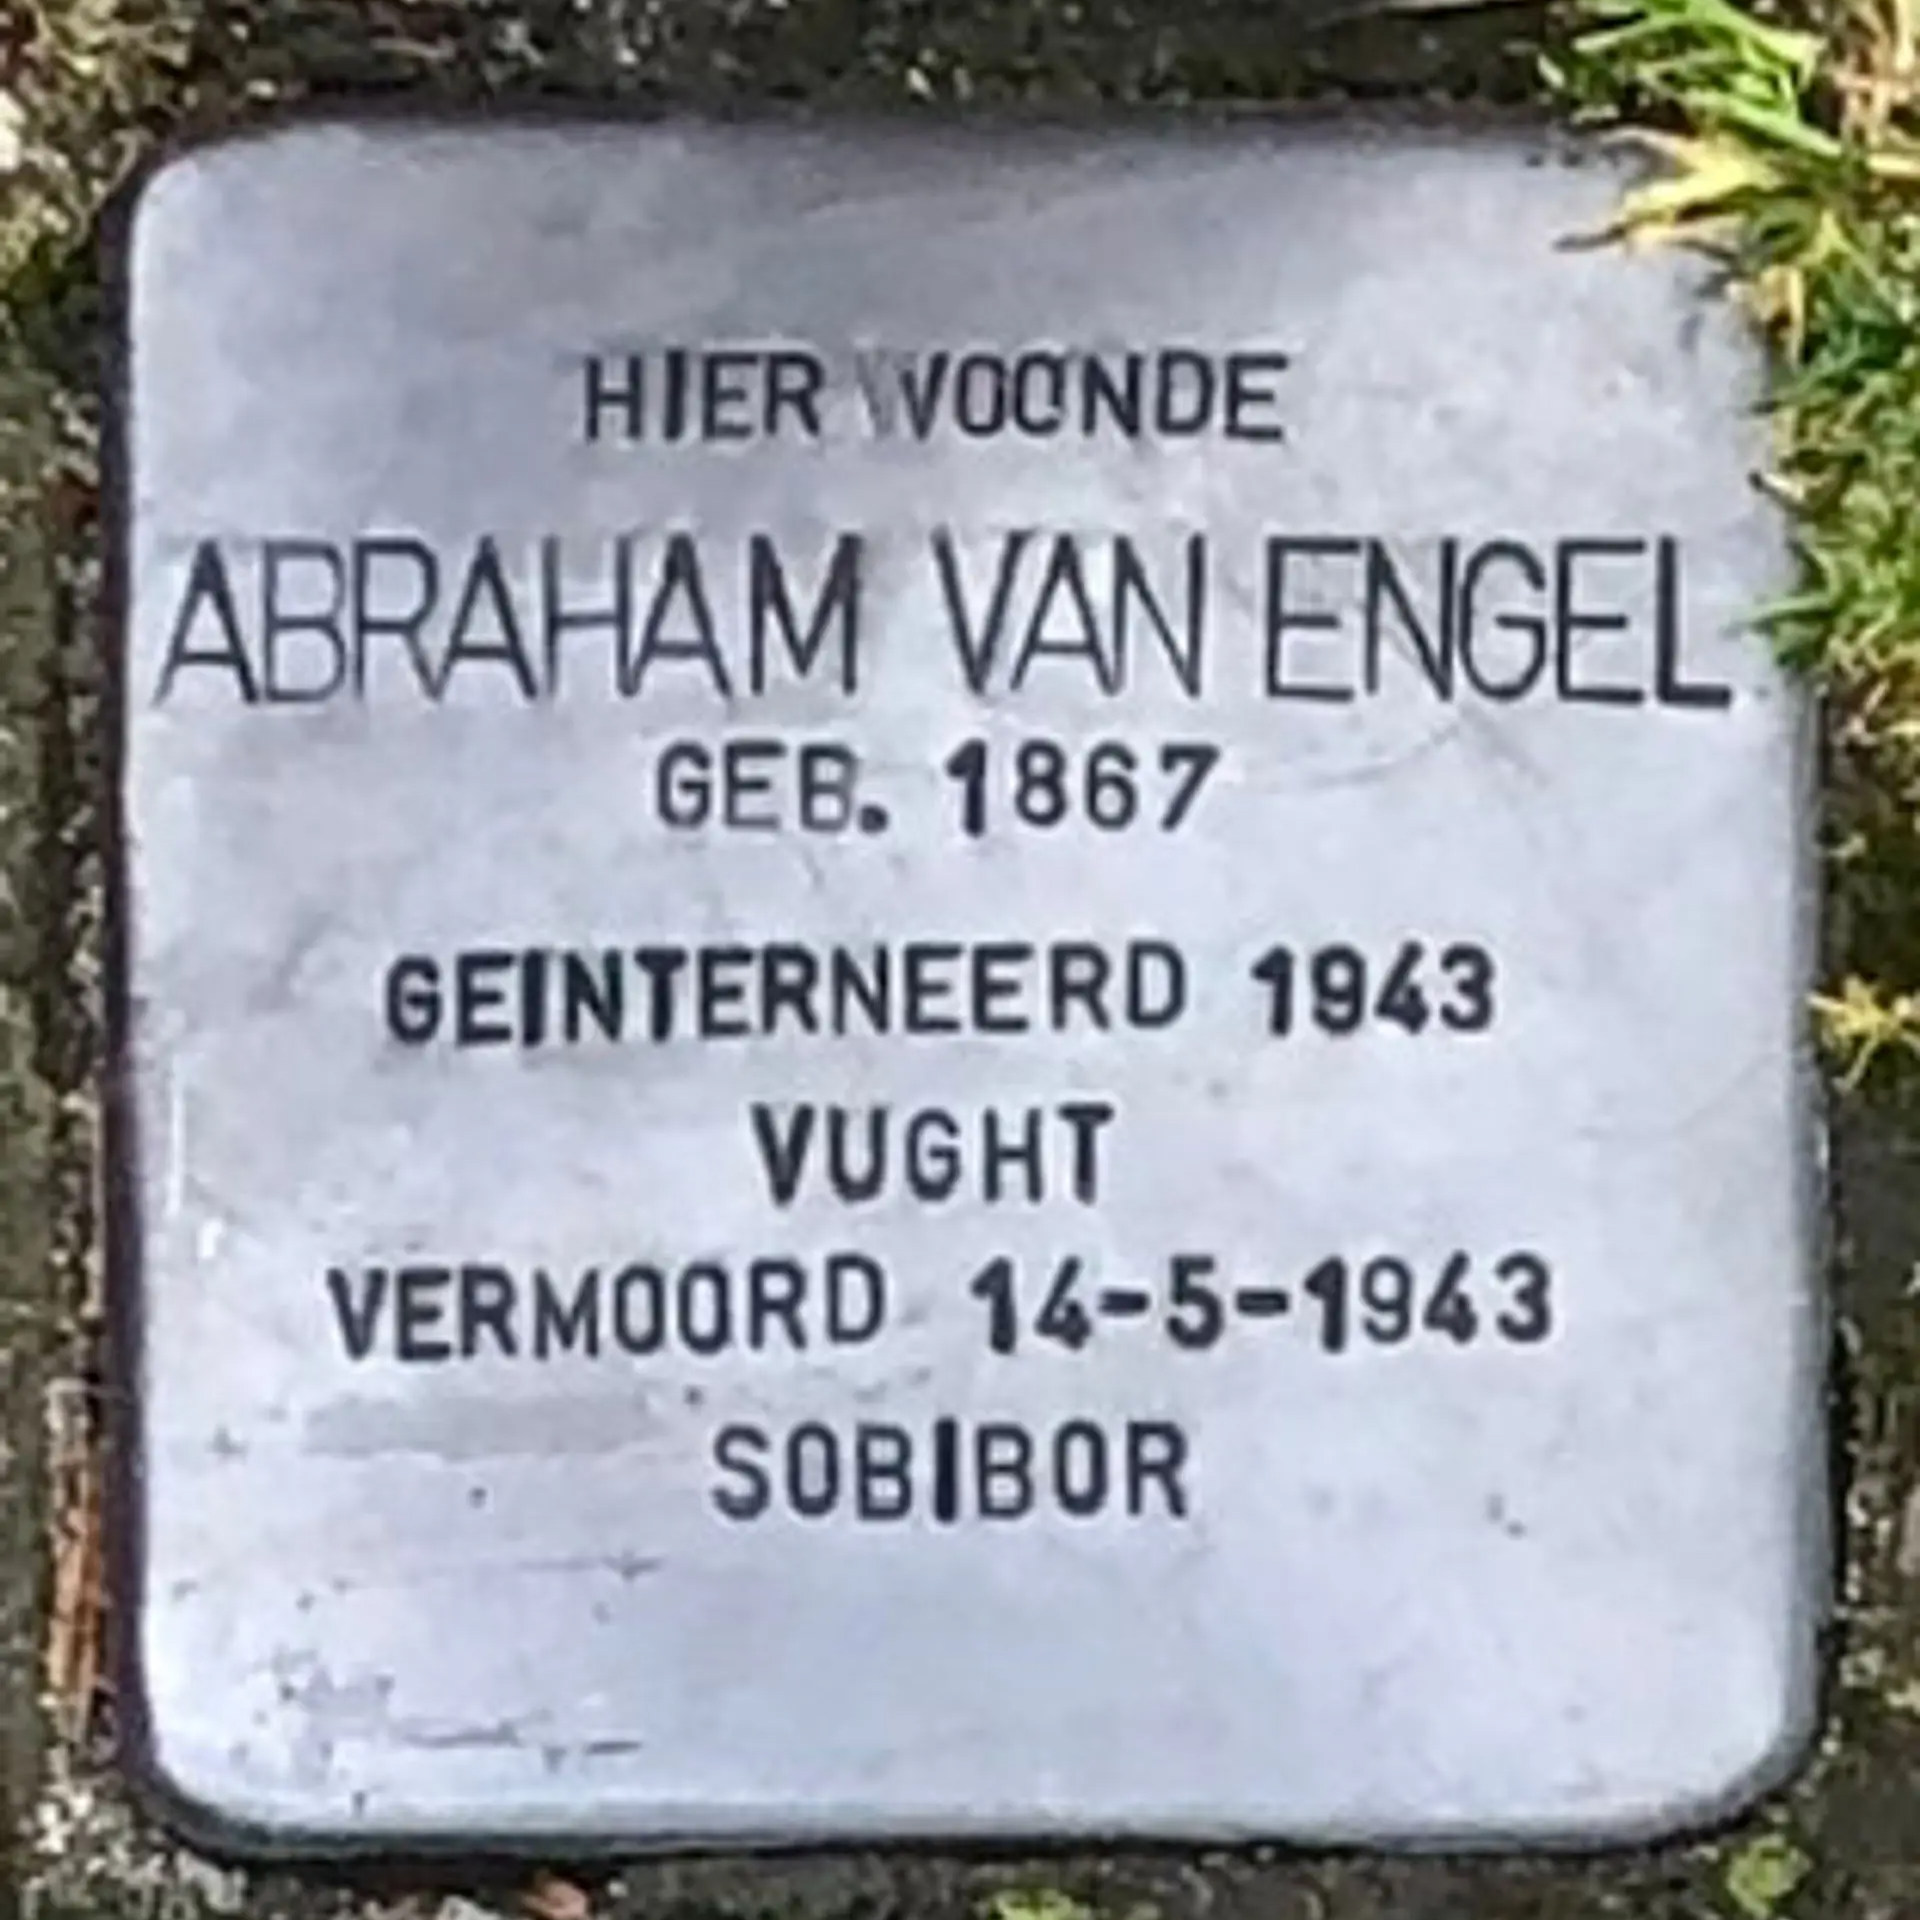 HIER WOONDE
ABRAHAM VAN ENGEL
GEB. 1867
GEINTERNEERD 1943
VUGHT
VERMOORD 14-5-1943
SOBIBOR